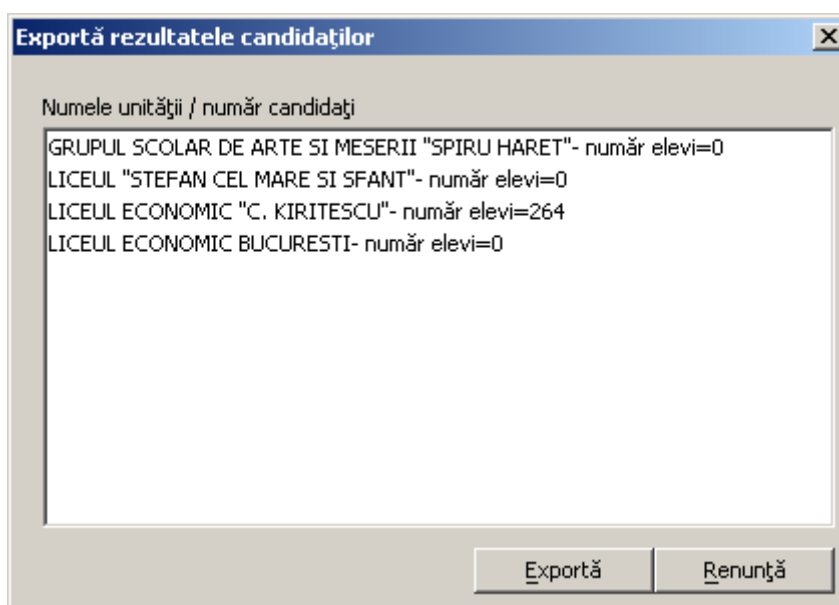 Exportă rezultatele candidaţilor
Numele unităţii / număr candidaţi
GRUPUL SCOLAR DE ARTE SI MESERII "SPIRU HARET"- număr elevi=0
LICEUL "STEFAN CEL MARE SI SFANT"- număr elevi=0
LICEUL ECONOMIC "C. KIRITESCU"- număr elevi=264
LICEUL ECONOMIC BUCURESTI- număr elevi=0
Exportă
Renunţă